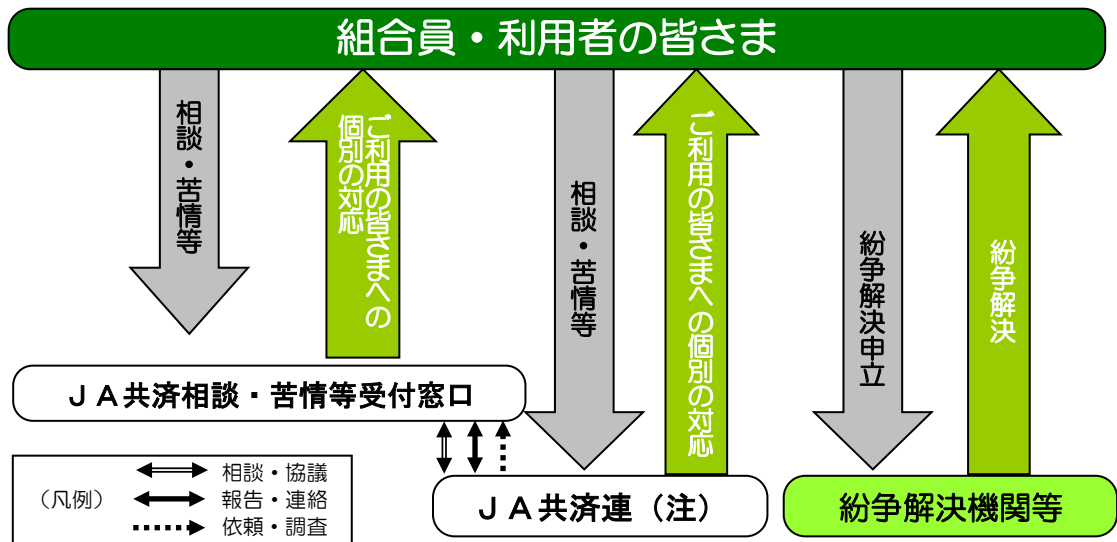 組合員・利用者の皆さま
相談・苦情等
ご利用の皆さまへの
個別の対応
相談・苦情等
ご利用の皆さまへの個別の対応
紛争解決申立
紛争解決
ＪＡ共済相談・苦情等受付窓口
ＪＡ共済連（注）
紛争解決機関等
（凡例）
相談・協議
報告・連絡
依頼・調査